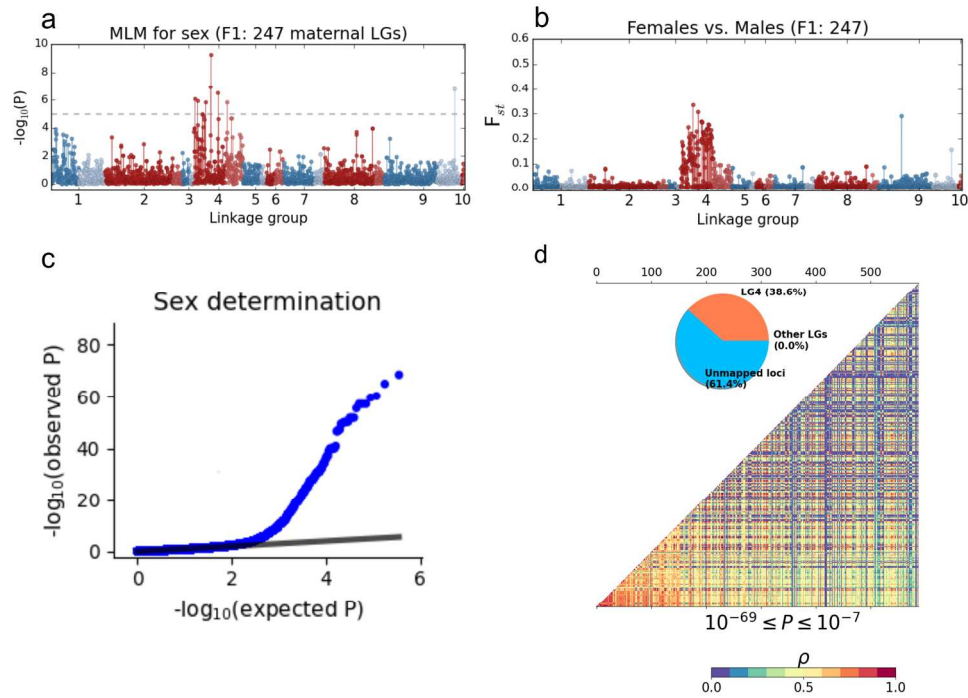 a
MLM for sex (F1: 247 maternal LGs)
10
8
6
4
2
0
-log10(P)
1 2 3 4 5 6 7 8 9 10
Linkage group
b
Females vs. Males (F1: 247)
0.6
0.5
0.4
0.3
0.2
0.1
0.0
Fst
1 2 3 4 5 6 7 8 9 10
Linkage group
c
Sex determination
80
60
40
20
0
-log10(observed P)
0 2 4 6
-log10(expected P)
d
0 100 200 300 400 500
LG4 (38.6%)
Other LGs
(0.0%)
Unmapped loci
(61.4%)
10^-69 ≤ P ≤ 10^-7
ρ
0.0 0.5 1.0